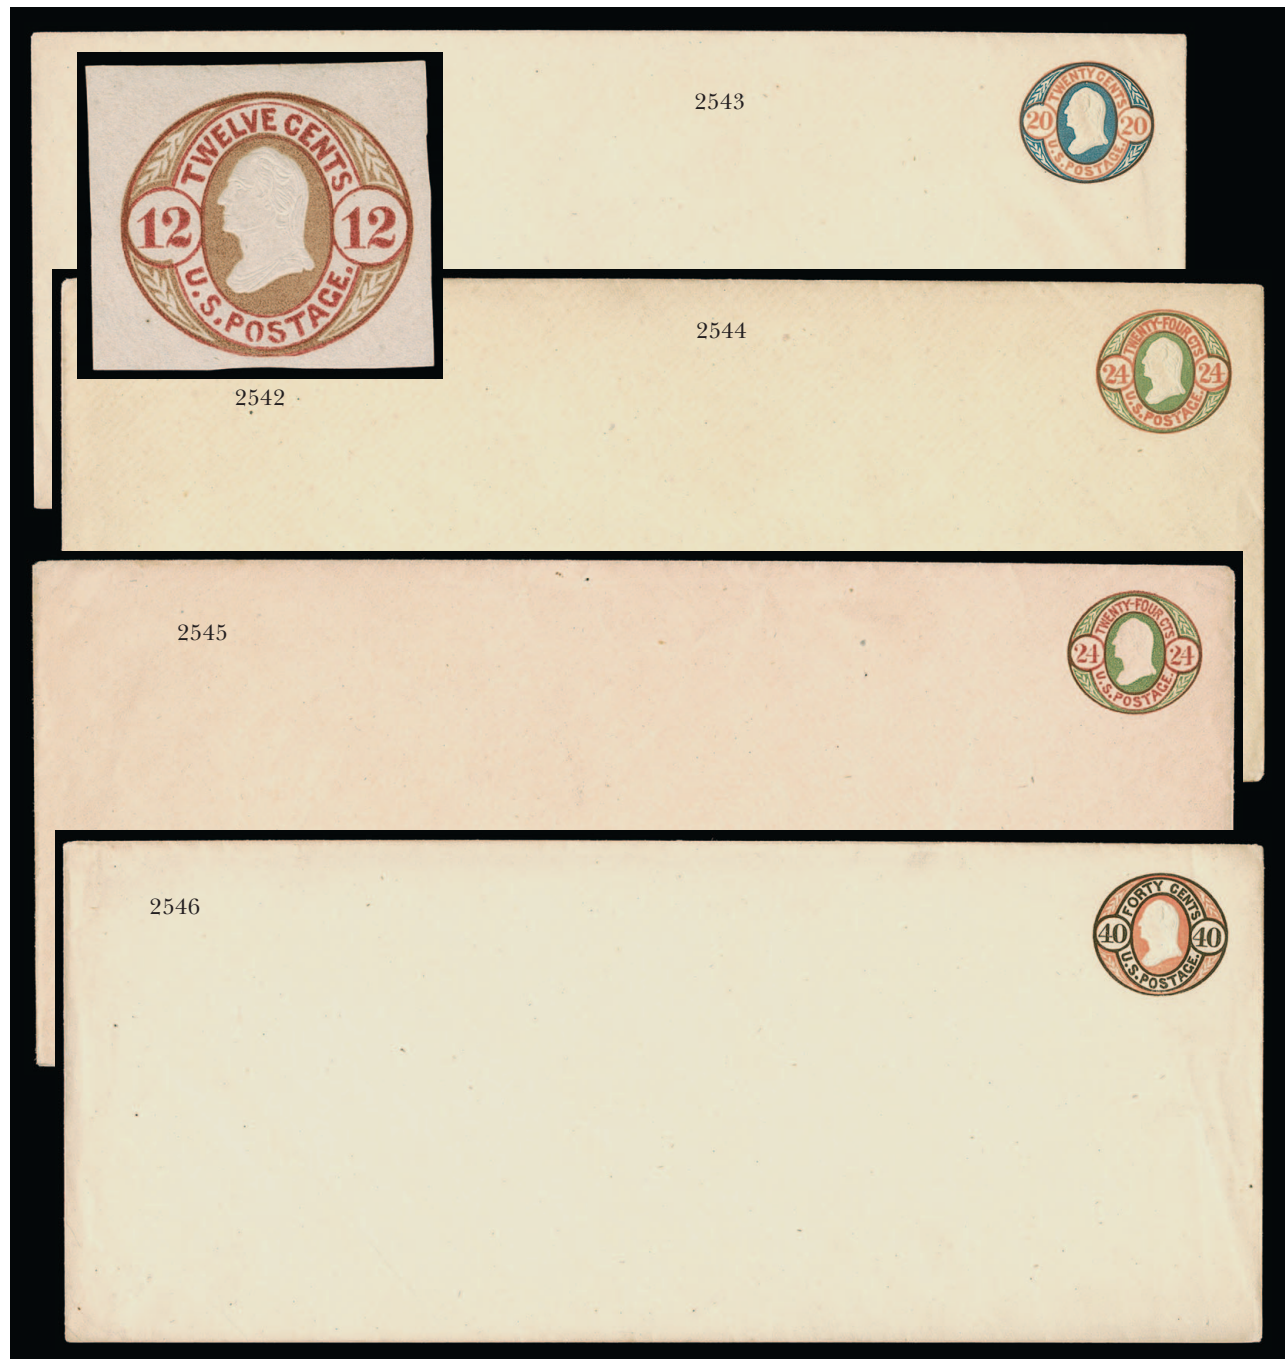 2543
TWENTY CENTS
20 20
U.S. POSTAGE.
TWELVE CENTS
12 12
U.S. POSTAGE.
2542
2544
TWENTY-FOUR CTS
24 24
U.S. POSTAGE.
2545
TWENTY-FOUR CTS
24 24
U.S. POSTAGE.
2546
FORTY CENTS
40 40
U.S. POSTAGE.